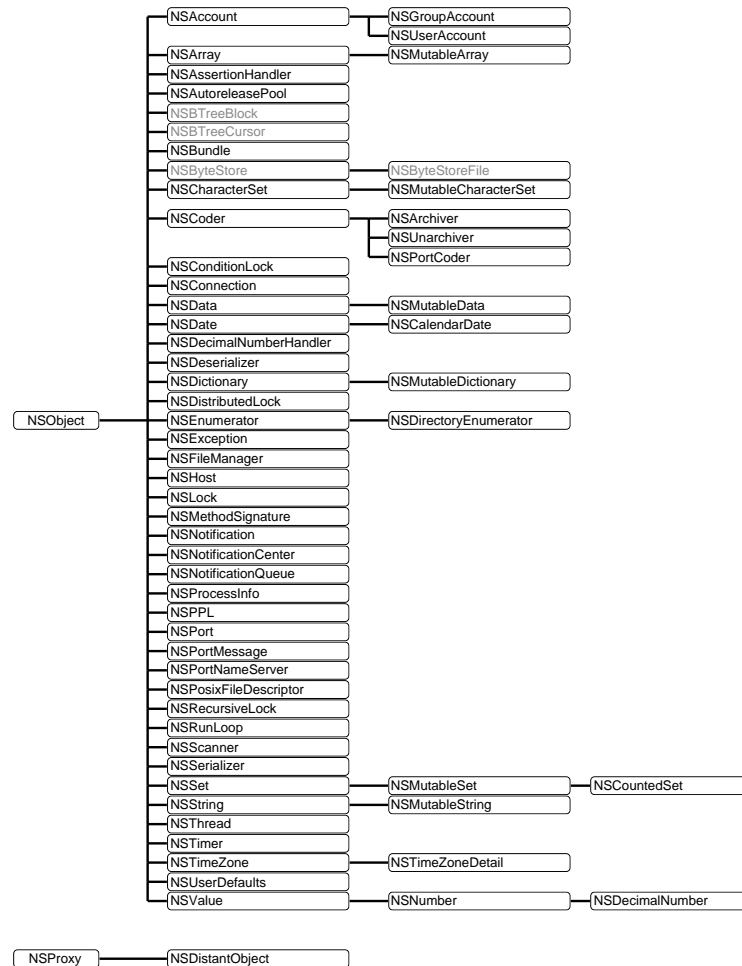 NSAccount NSGroupAccount
NSUserAccount
NSArray NSMutableArray
NSAssertionHandler
NSAutoreleasePool
NSBTreeBlock
NSBTreeCursor
NSBundle
NSByteStore NSByteStoreFile
NSCharacterSet NSMutableCharacterSet
NSCoder NSArchiver
NSUnarchiver
NSPortCoder
NSConditionLock
NSConnection
NSData NSMutableData
NSDate NSCalendarDate
NSDecimalNumberHandler
NSDeserializer
NSDictionary NSMutableDictionary
NSDistributedLock
NSObject NSEnumerator NSDirectoryEnumerator
NSException
NSFileManager
NSHost
NSLock
NSMethodSignature
NSNotification
NSNotificationCenter
NSNotificationQueue
NSProcessInfo
NSPPL
NSPort
NSPortMessage
NSPortNameServer
NSPosixFileDescriptor
NSRecursiveLock
NSRunLoop
NSScanner
NSSerializer
NSSet NSMutableSet NSCountedSet
NSString NSMutableString
NSThread
NSTimer
NSTimeZone NSTimeZoneDetail
NSUserDefaults
NSValue NSNumber NSDecimalNumber
NSProxy NSDistantObject